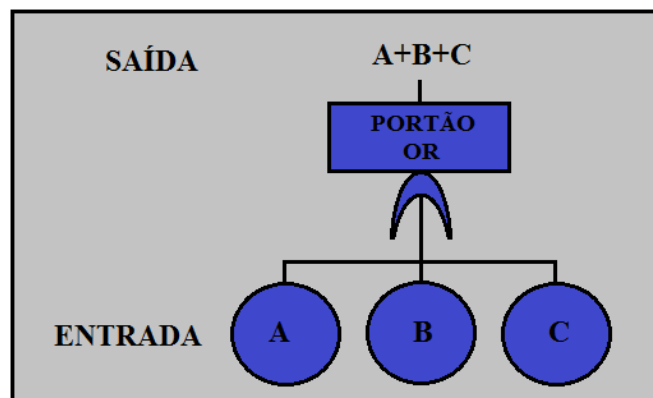 SAÍDA
A+B+C
PORTÃO
OR
ENTRADA
A
B
C